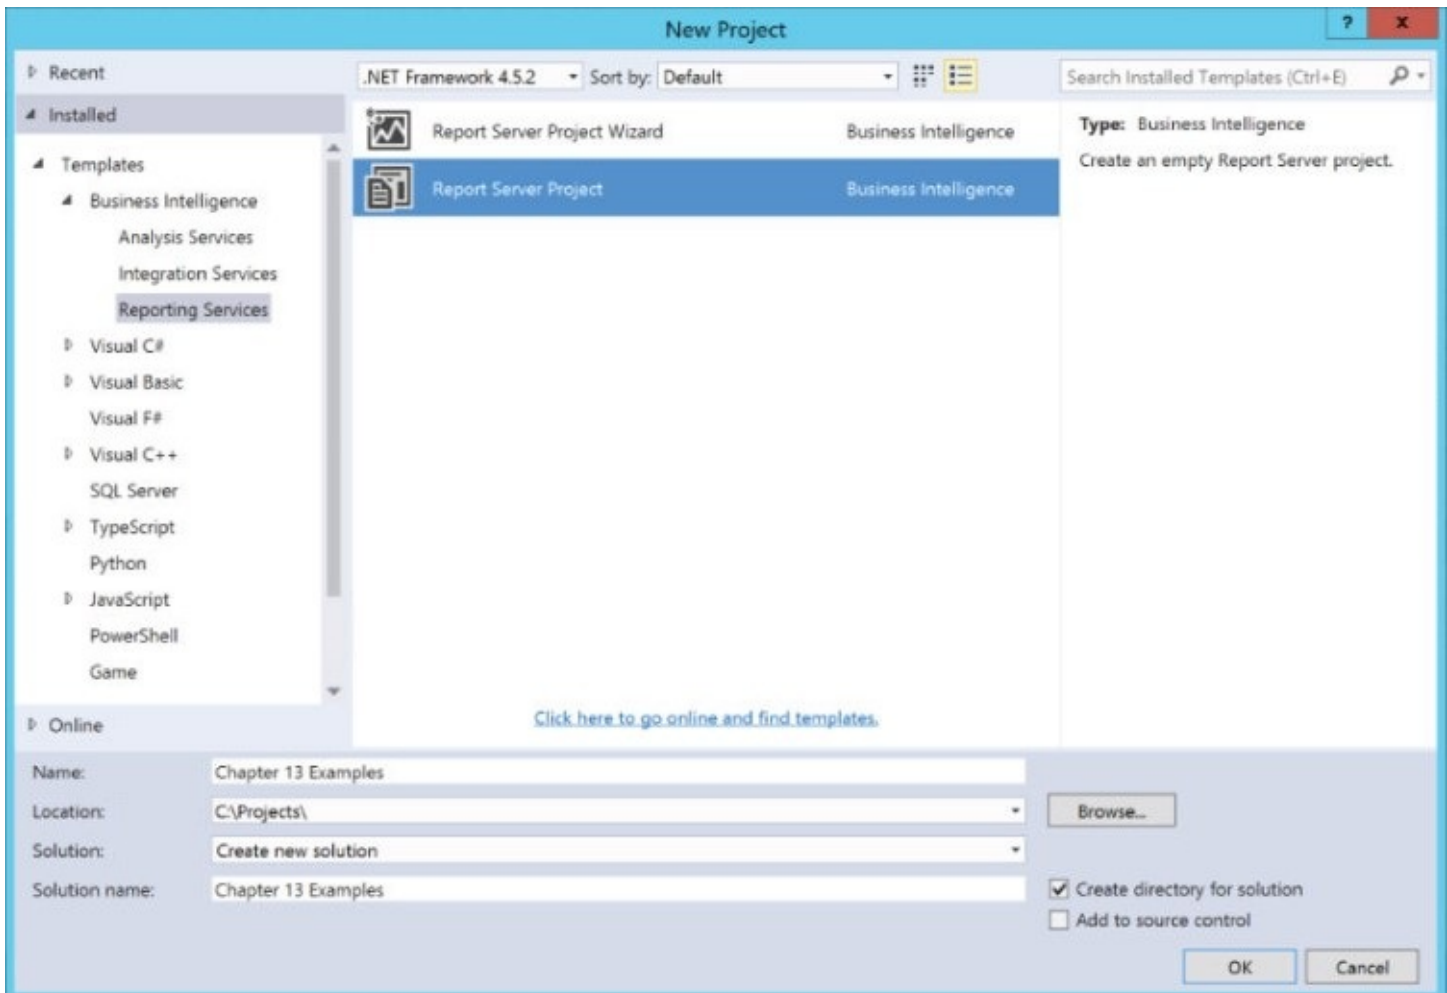 New Project
? x
Recent
.NET Framework 4.5.2 Sort by: Default
Search Installed Templates (Ctrl+E)
Installed
Templates
Business Intelligence
Analysis Services
Integration Services
Reporting Services
Visual C#
Visual Basic
Visual F#
Visual C++
SQL Server
TypeScript
Python
JavaScript
PowerShell
Game
Online
Report Server Project Wizard Business Intelligence
Report Server Project Business Intelligence
Click here to go online and find templates.
Type: Business Intelligence
Create an empty Report Server project.
Name: Chapter 13 Examples
Location: C:\Projects\ Browse...
Solution: Create new solution
Solution name: Chapter 13 Examples
Create directory for solution
Add to source control
OK Cancel